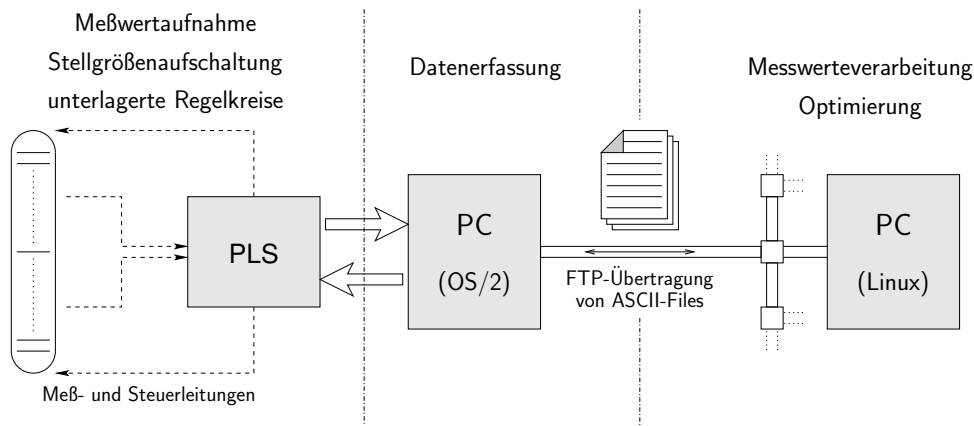 Meßwertaufnahme
Stellgrößenaufschaltung
unterlagerte Regelkreise
Datenerfassung
Messwerteverarbeitung
Optimierung
PLS
PC
(OS/2)
FTP-Übertragung
von ASCII-Files
PC
(Linux)
Meß- und Steuerleitungen